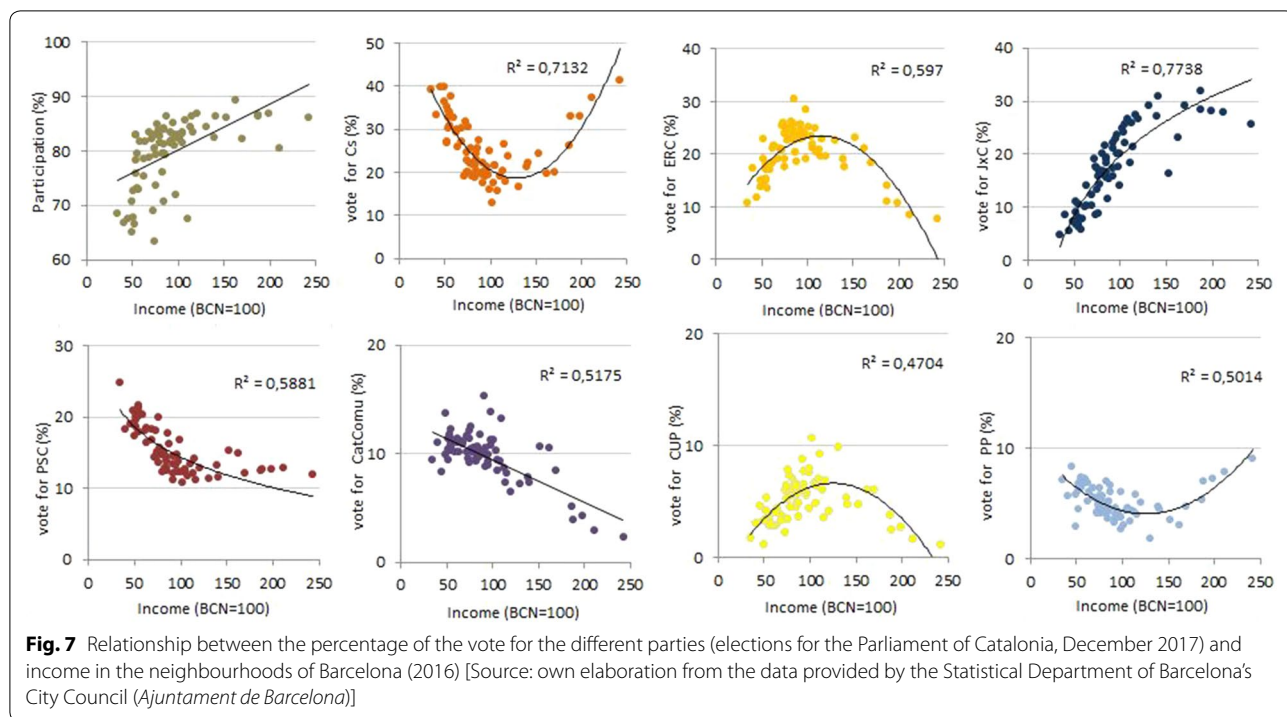 100
90
80
70
60
Participation (%)
0 50 100 150 200 250
Income (BCN=100)
50
40
30
20
10
0
vote for Cs (%)
R² = 0,7132
0 50 100 150 200 250
Income (BCN=100)
40
30
20
10
0
vote for ERC (%)
R² = 0,597
0 50 100 150 200 250
Income (BCN=100)
40
30
20
10
0
vote for JxC (%)
R² = 0,7738
0 50 100 150 200 250
Income (BCN=100)
30
20
10
0
vote for PSC (%)
R² = 0,5881
0 50 100 150 200 250
Income (BCN=100)
20
10
0
vote for CatComu (%)
R² = 0,5175
0 50 100 150 200 250
Income (BCN=100)
20
10
0
vote for CUP (%)
R² = 0,4704
0 50 100 150 200 250
Income (BCN=100)
20
10
0
vote for PP (%)
R² = 0,5014
0 50 100 150 200 250
Income (BCN=100)
Fig. 7 Relationship between the percentage of the vote for the different parties (elections for the Parliament of Catalonia, December 2017) and
income in the neighbourhoods of Barcelona (2016) [Source: own elaboration from the data provided by the Statistical Department of Barcelona’s
City Council (Ajuntament de Barcelona)]